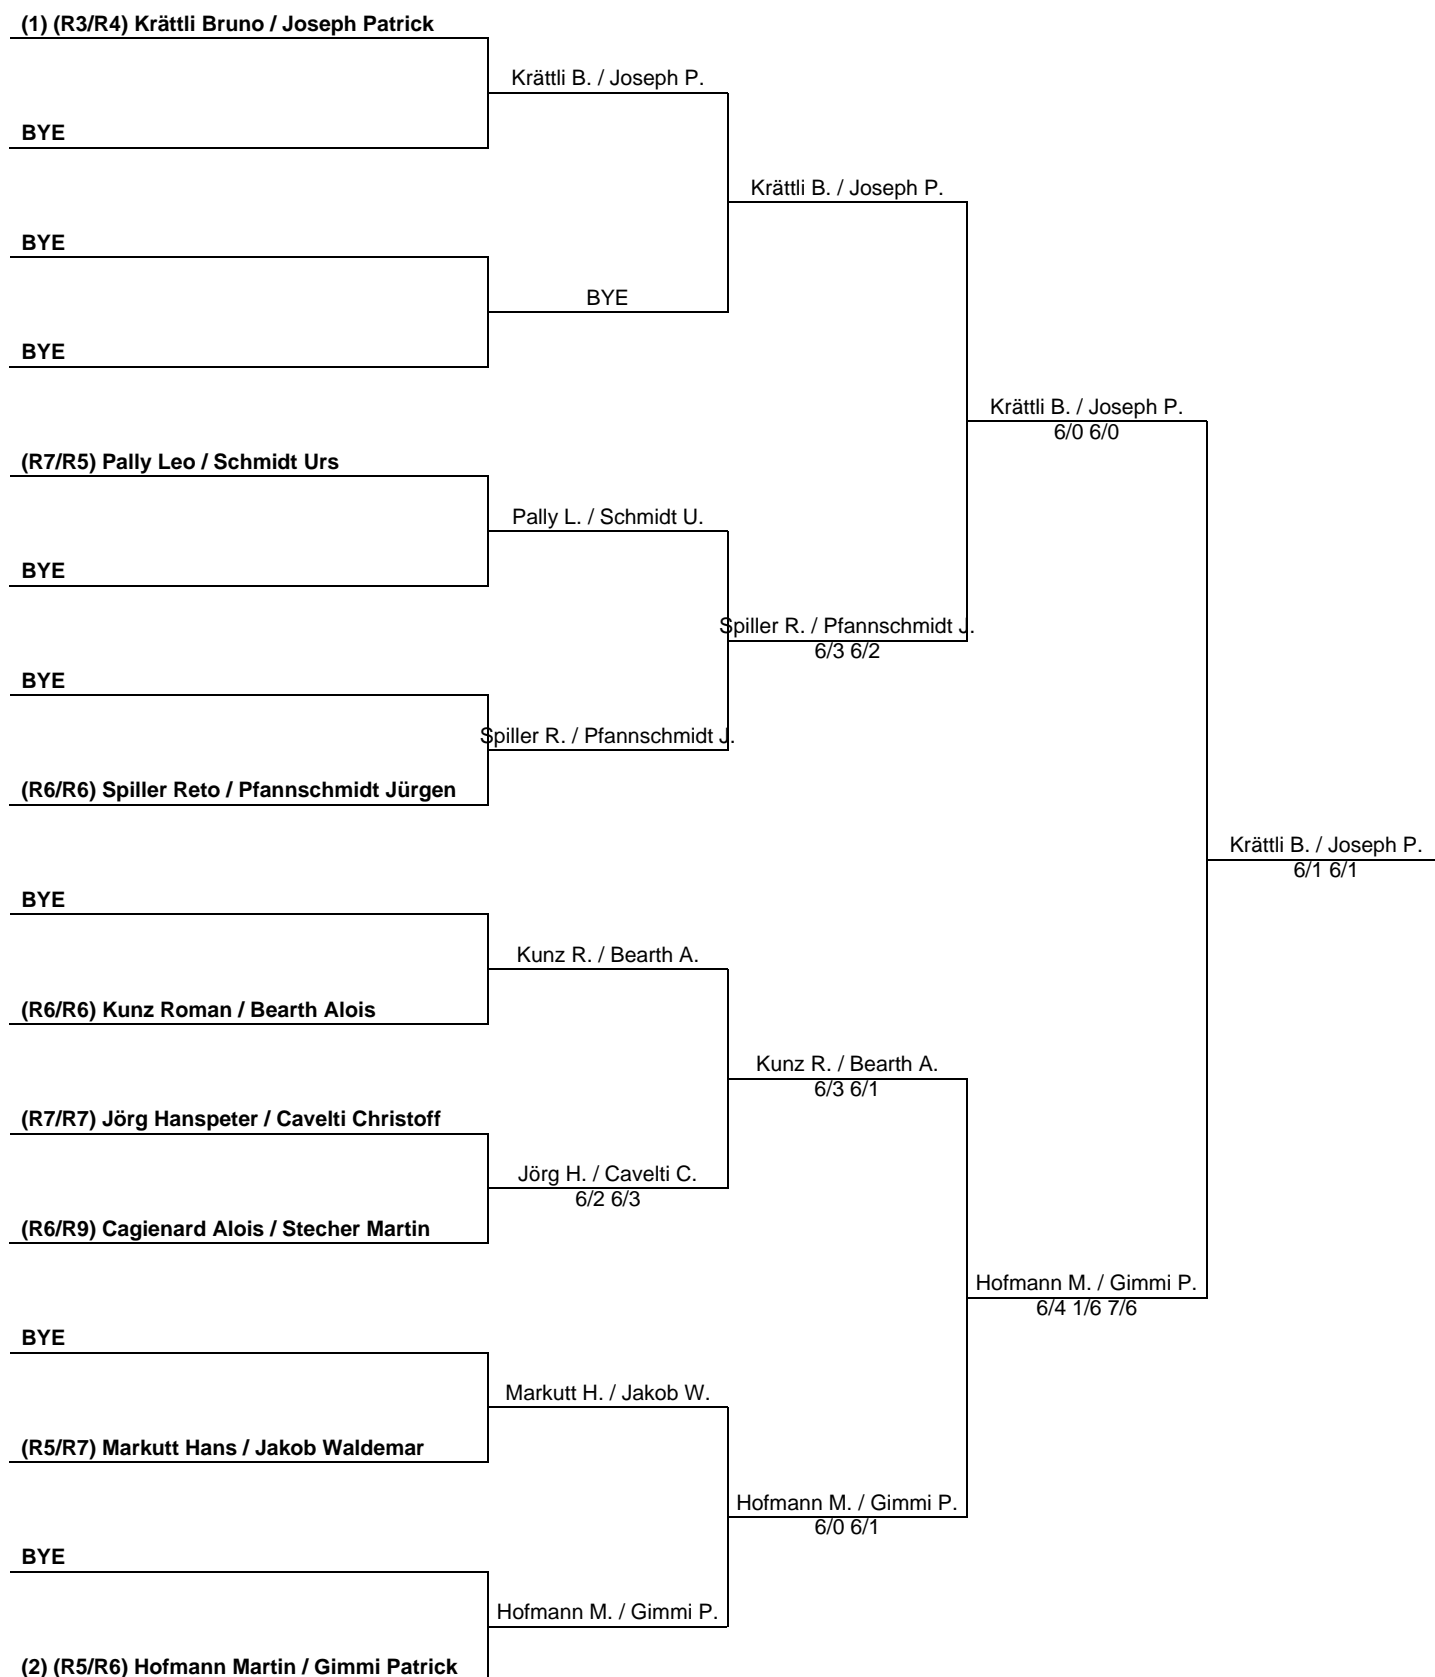 (1) (R3/R4) Krättli Bruno / Joseph Patrick
Krättli B. / Joseph P.
BYE
Krättli B. / Joseph P.
BYE
BYE
BYE
Krättli B. / Joseph P.
6/0 6/0
(R7/R5) Pally Leo / Schmidt Urs
Pally L. / Schmidt U.
BYE
Spiller R. / Pfannschmidt J.
6/3 6/2
BYE
Spiller R. / Pfannschmidt J.
(R6/R6) Spiller Reto / Pfannschmidt Jürgen
Krättli B. / Joseph P.
6/1 6/1
BYE
Kunz R. / Bearth A.
(R6/R6) Kunz Roman / Bearth Alois
Kunz R. / Bearth A.
6/3 6/1
(R7/R7) Jörg Hanspeter / Cavelti Christoff
Jörg H. / Cavelti C.
6/2 6/3
(R6/R9) Cagienard Alois / Stecher Martin
Hofmann M. / Gimmi P.
6/4 1/6 7/6
BYE
Markutt H. / Jakob W.
(R5/R7) Markutt Hans / Jakob Waldemar
Hofmann M. / Gimmi P.
6/0 6/1
BYE
Hofmann M. / Gimmi P.
(2) (R5/R6) Hofmann Martin / Gimmi Patrick